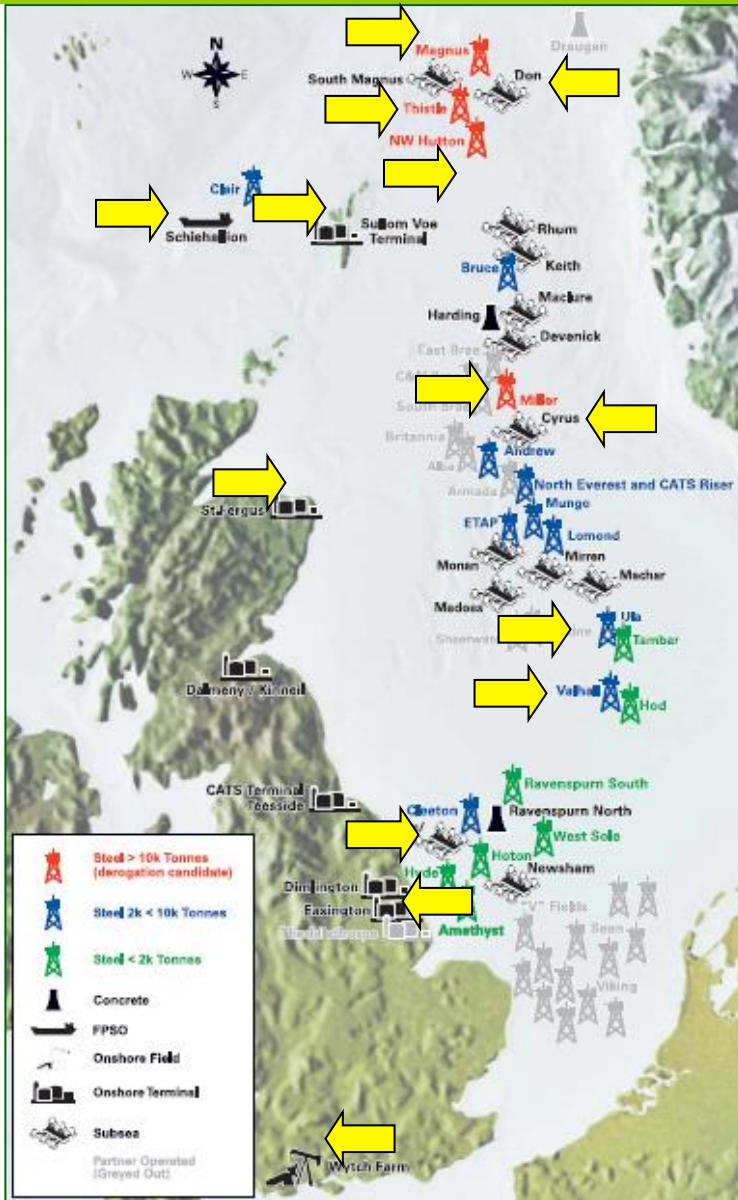 N
W
E
S
Draugen
Magnus
South Magnus
Don
Thistle
NW Hutton
Clair
Schiehallion
Sullom Voe
Terminal
Rhum
Keith
Bruce
Maclure
Harding
Devenick
East Brae
South Brae
Miller
Cyrus
Britannia
Andrew
Alba
North Everest and CATS Riser
Armada
Mungo
St.Fergus
ETAP
Lomond
Mirren
Monan
Machar
Madoes
Ula
Tambar
Dalmeny / Kinneil
Valhall
Hod
Ravenspurn South
CATS Terminal
Teesside
Cleeton
Ravenspurn North
West Sole
Hoton
Hyde
Newsham
Dimlington
Easington
Amethyst
"V" Fields
Sean
Viking
Steel > 10k Tonnes
(derogation candidate)
Steel 2k < 10k Tonnes
Steel < 2k Tonnes
Concrete
FPSO
Onshore Field
Onshore Terminal
Subsea
Partner Operated
(Greyed Out)
Wytch Farm